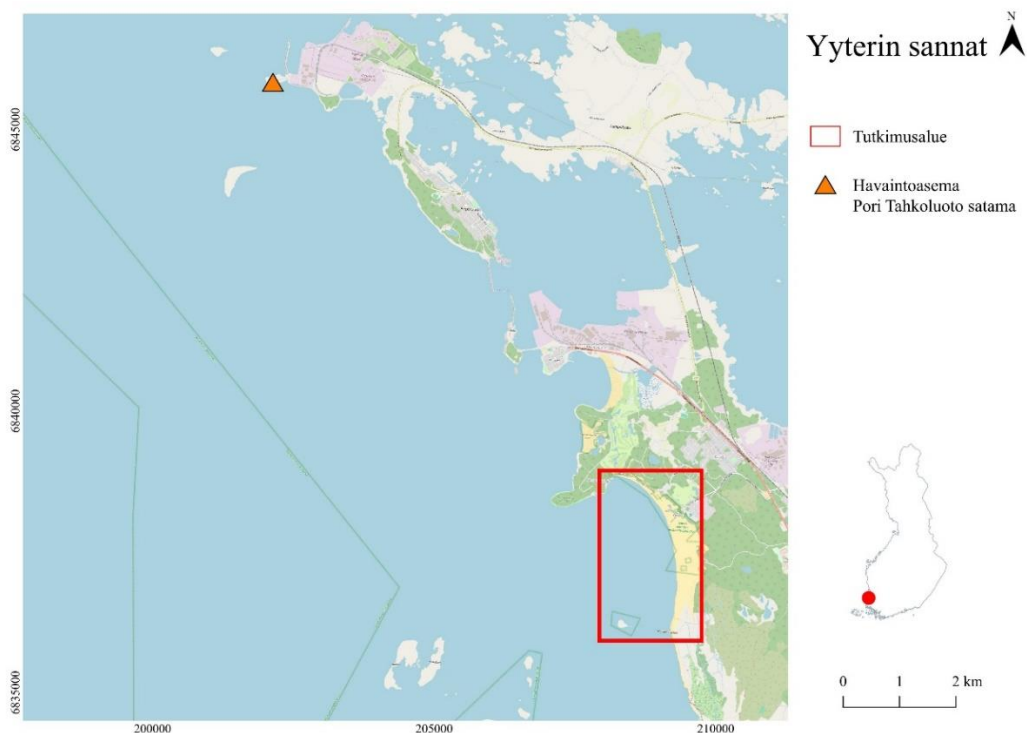 Yyterin sannat
N
Tutkimusalue
Havaintoasema
Pori Tahkoluoto satama
6845000
6840000
6835000
200000
205000
210000
0 1 2 km